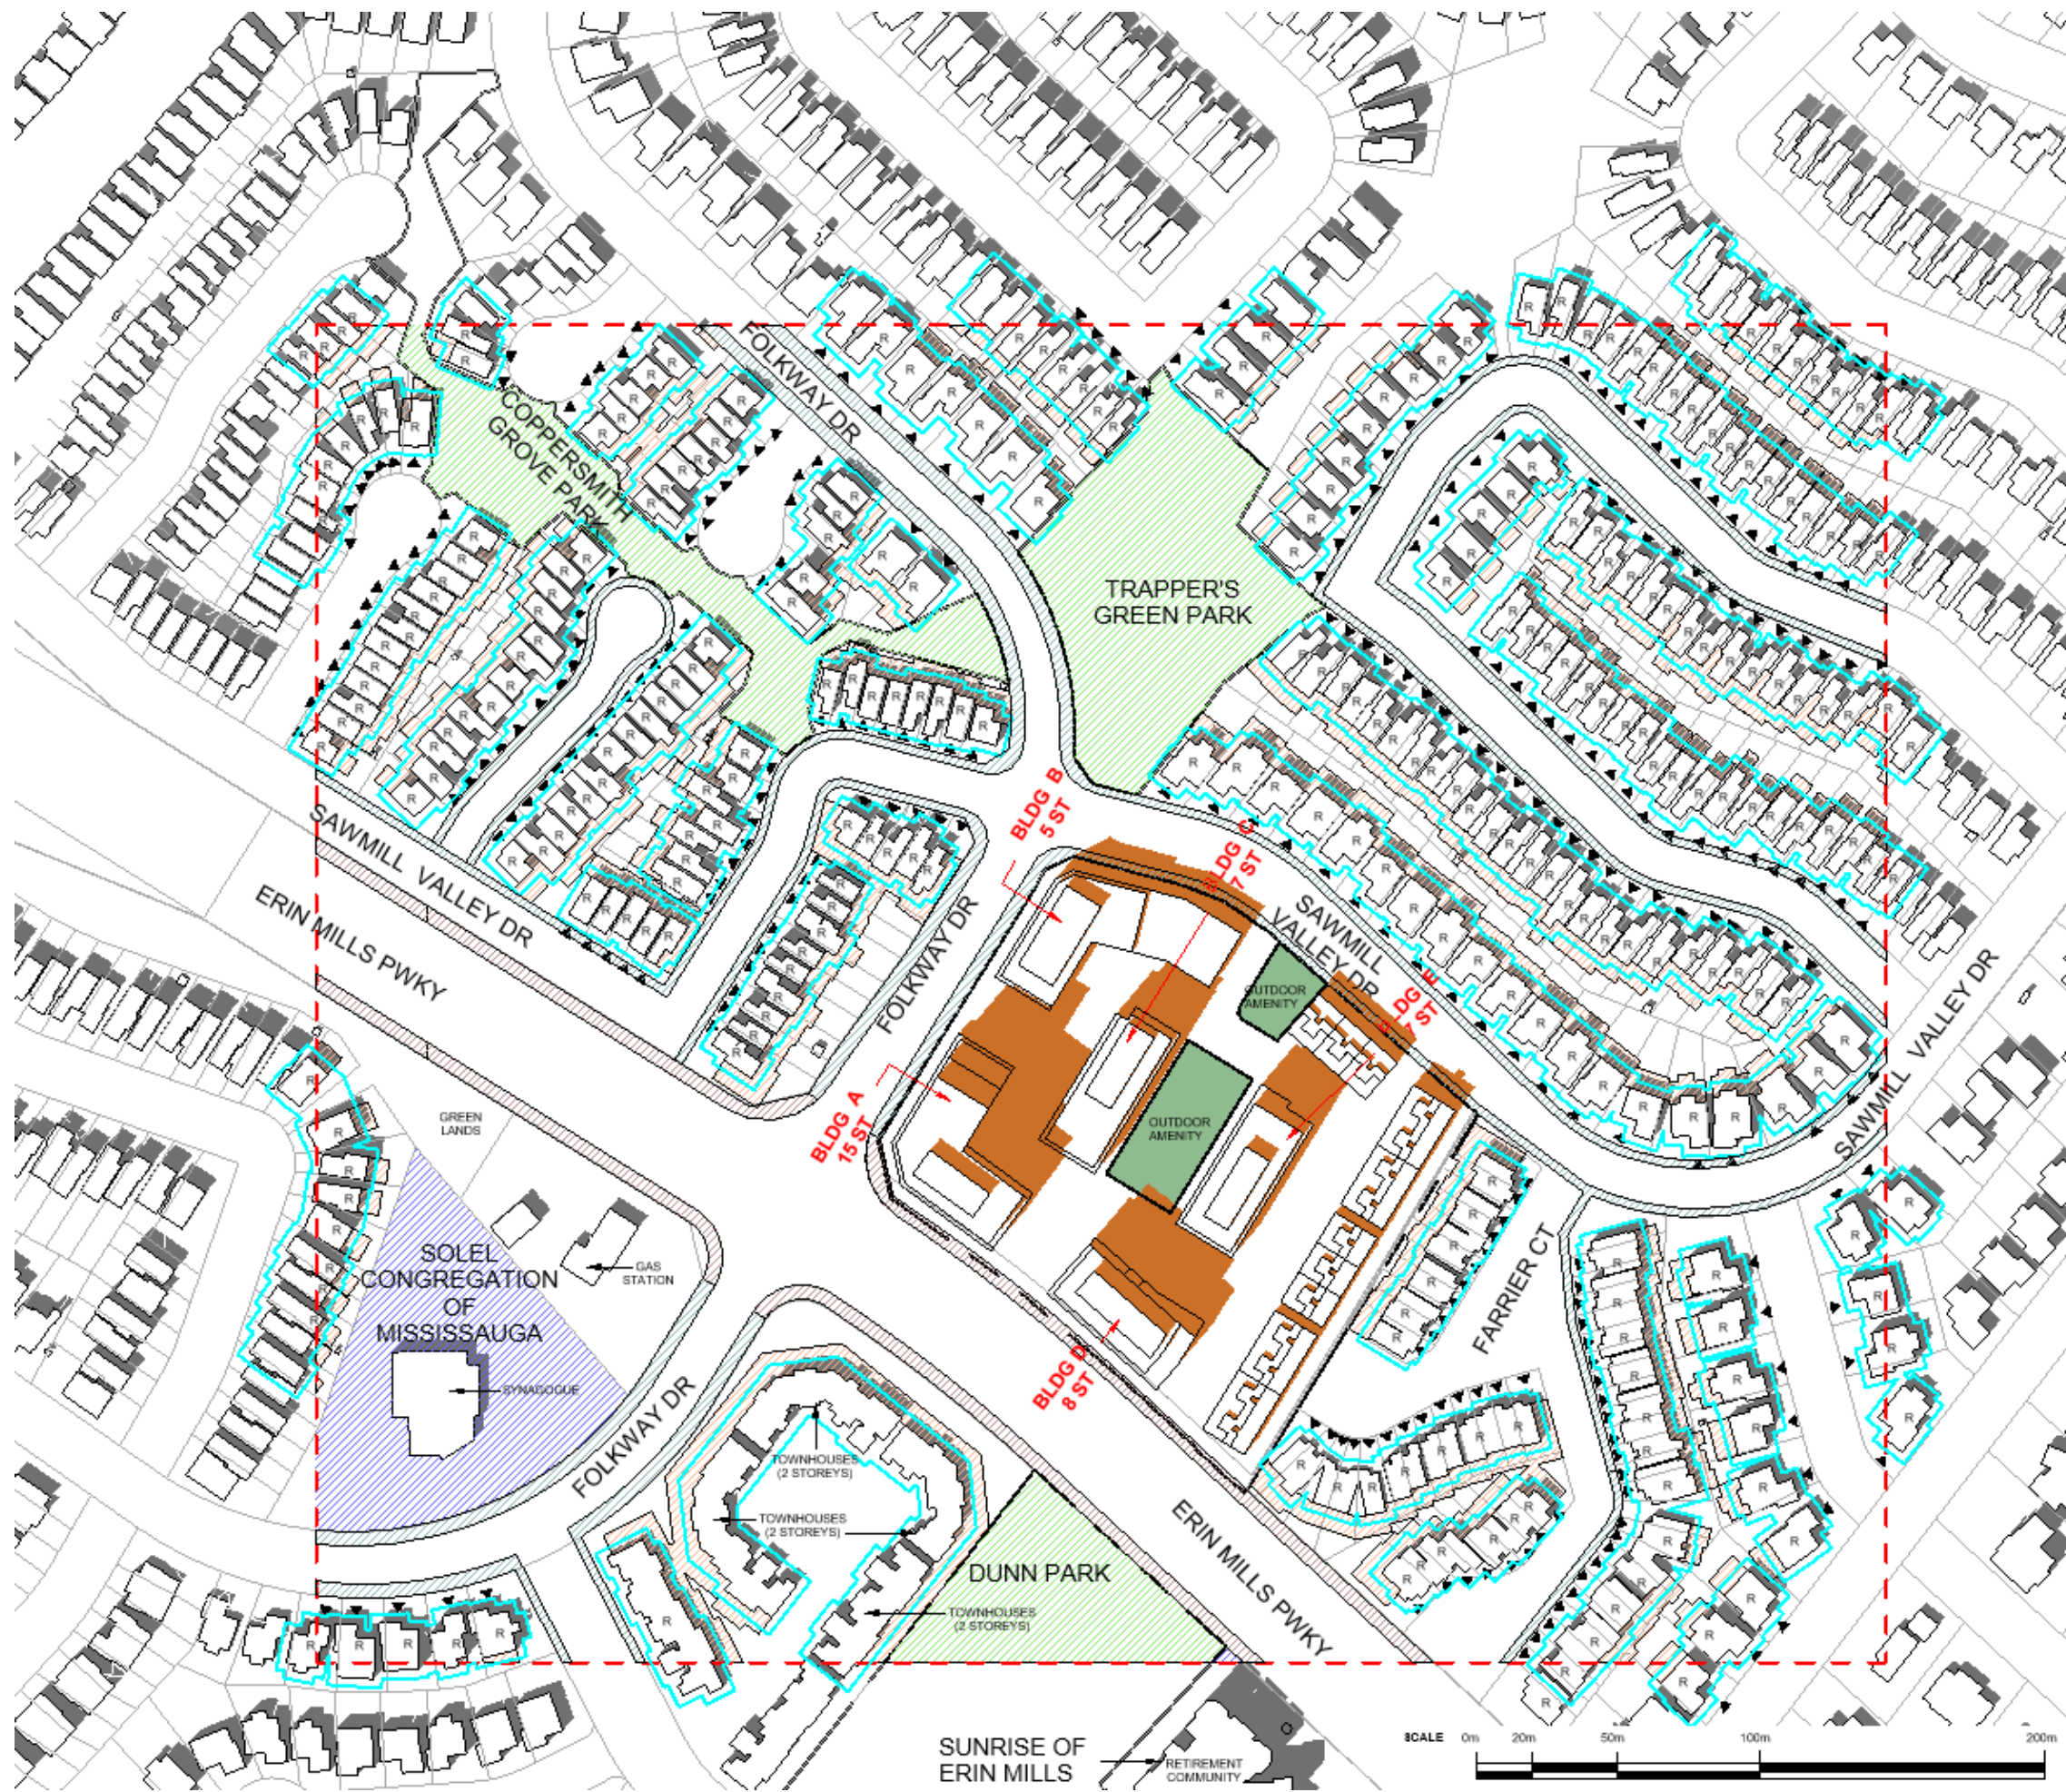 FOLKWAY DR
COPPERSMITH
GROVE PARK
TRAPPER'S
GREEN PARK
SAWMILL VALLEY DR
ERIN MILLS PWKY
FOLKWAY DR
BLDG B
5 ST
BLDG C
7 ST
SAWMILL
VALLEY DR
OUTDOOR
AMENITY
BLDG E
7 ST
SAWMILL VALLEY DR
BLDG A
15 ST
OUTDOOR
AMENITY
GREEN
LANDS
SOLEL
CONGREGATION
OF
MISSISSAUGA
GAS
STATION
SYNAGOGUE
FARRIER CT
BLDG D
8 ST
FOLKWAY DR
TOWNHOUSES
(2 STOREYS)
TOWNHOUSES
(2 STOREYS)
DUNN PARK
TOWNHOUSES
(2 STOREYS)
ERIN MILLS PWKY
SUNRISE OF
ERIN MILLS
RETIREMENT
COMMUNITY
SCALE 0m 20m 50m 100m 200m